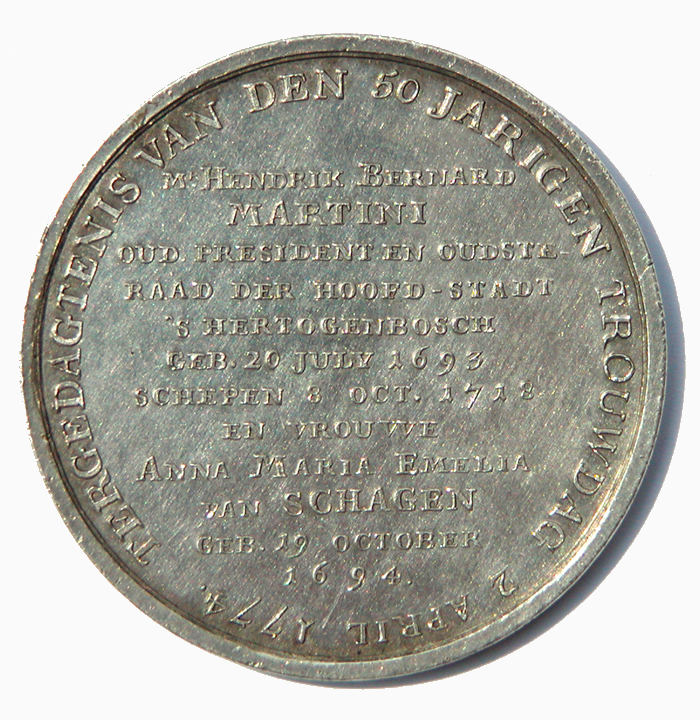 TERGEDAGTENIS VAN DEN 50 JARIGEN TROUWDAG 2 APRIL 1774.
Mr. HENDRIK BERNARD
MARTINI
OUD PRESIDENT EN OUDSTE-
RAAD DER HOOFD-STADT
'S HERTOGENBOSCH
GEB. 20 JULY 1693
SCHEPEN 8 OCT. 1718
EN VROUWE
ANNA MARIA EMELIA
VAN SCHAGEN
GEB. 19 OCTOBER
1694.